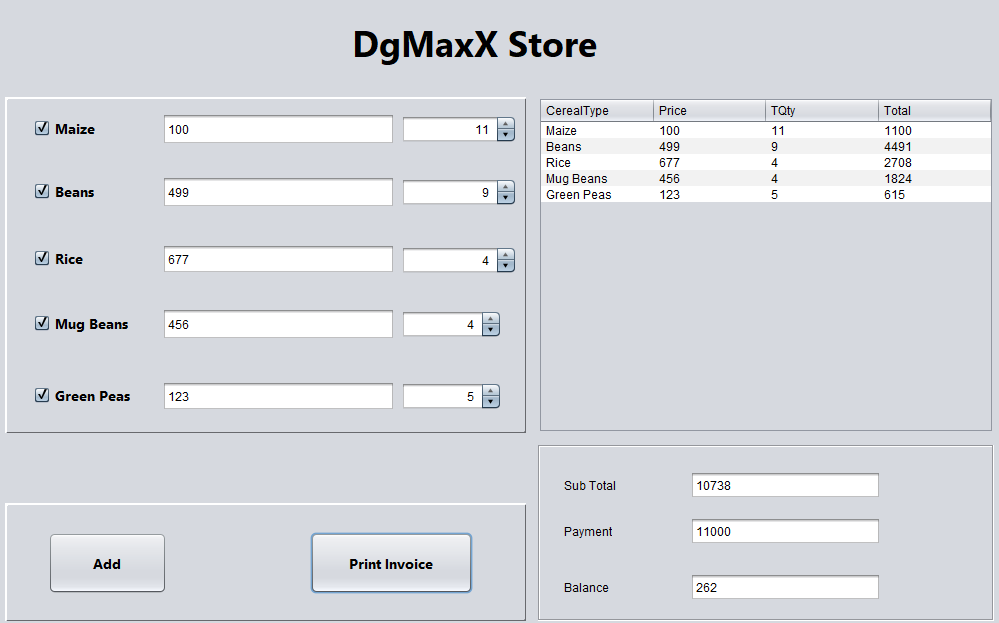 DgMaxX Store
Maize 100 11
Beans 499 9
Rice 677 4
Mug Beans 456 4
Green Peas 123 5
CerealType Price TQty Total
Maize 100 11 1100
Beans 499 9 4491
Rice 677 4 2708
Mug Beans 456 4 1824
Green Peas 123 5 615
Add Print Invoice
Sub Total 10738
Payment 11000
Balance 262